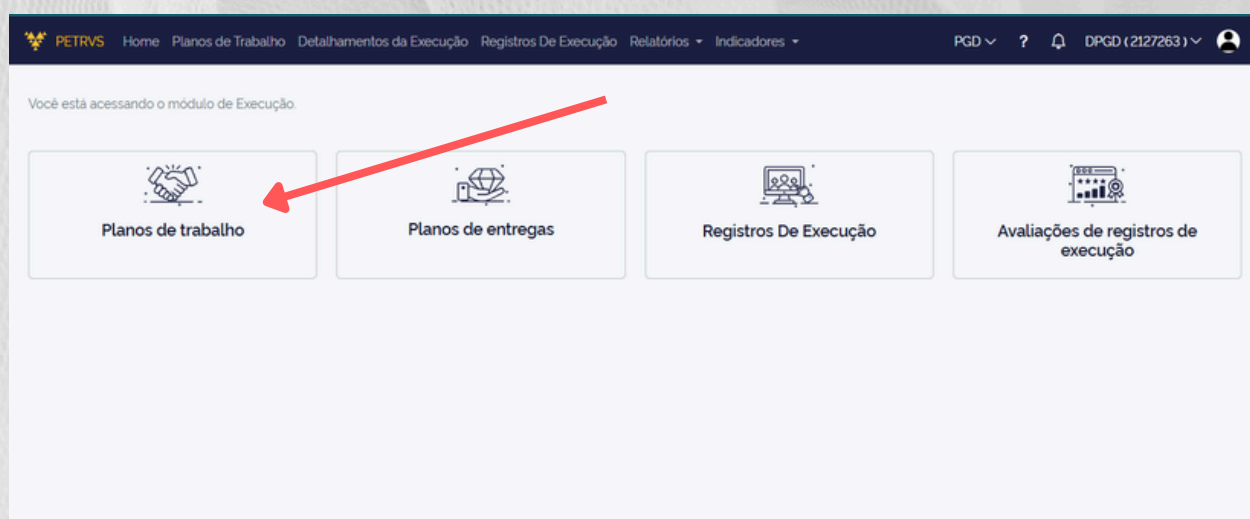 PETRVS Home Planos de Trabalho Detalhamentos da Execução Registros De Execução Relatórios Indicadores PGD ? DPGD ( 2127263 )
Você está acessando o módulo de Execução.
Planos de trabalho
Planos de entregas
Registros De Execução
Avaliações de registros de
execução